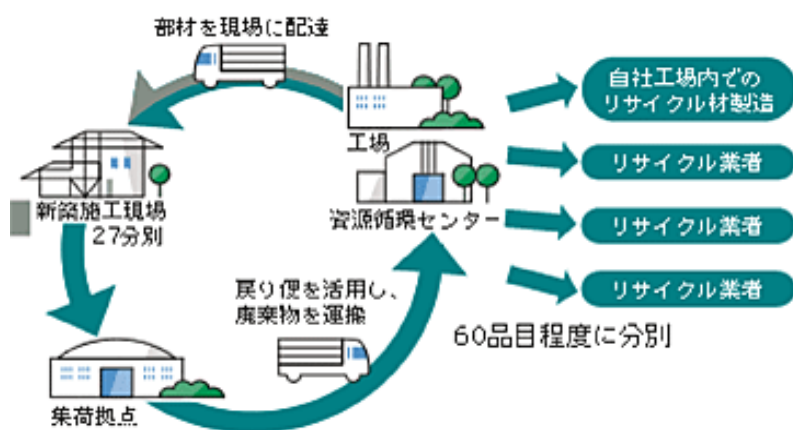 部材を現場に配達
工場
自社工場内での
リサイクル材製造
リサイクル業者
リサイクル業者
リサイクル業者
資源循環センター
60品目程度に分別
新築施工現場
27分別
戻り便を活用し、
廃棄物を運搬
集荷拠点